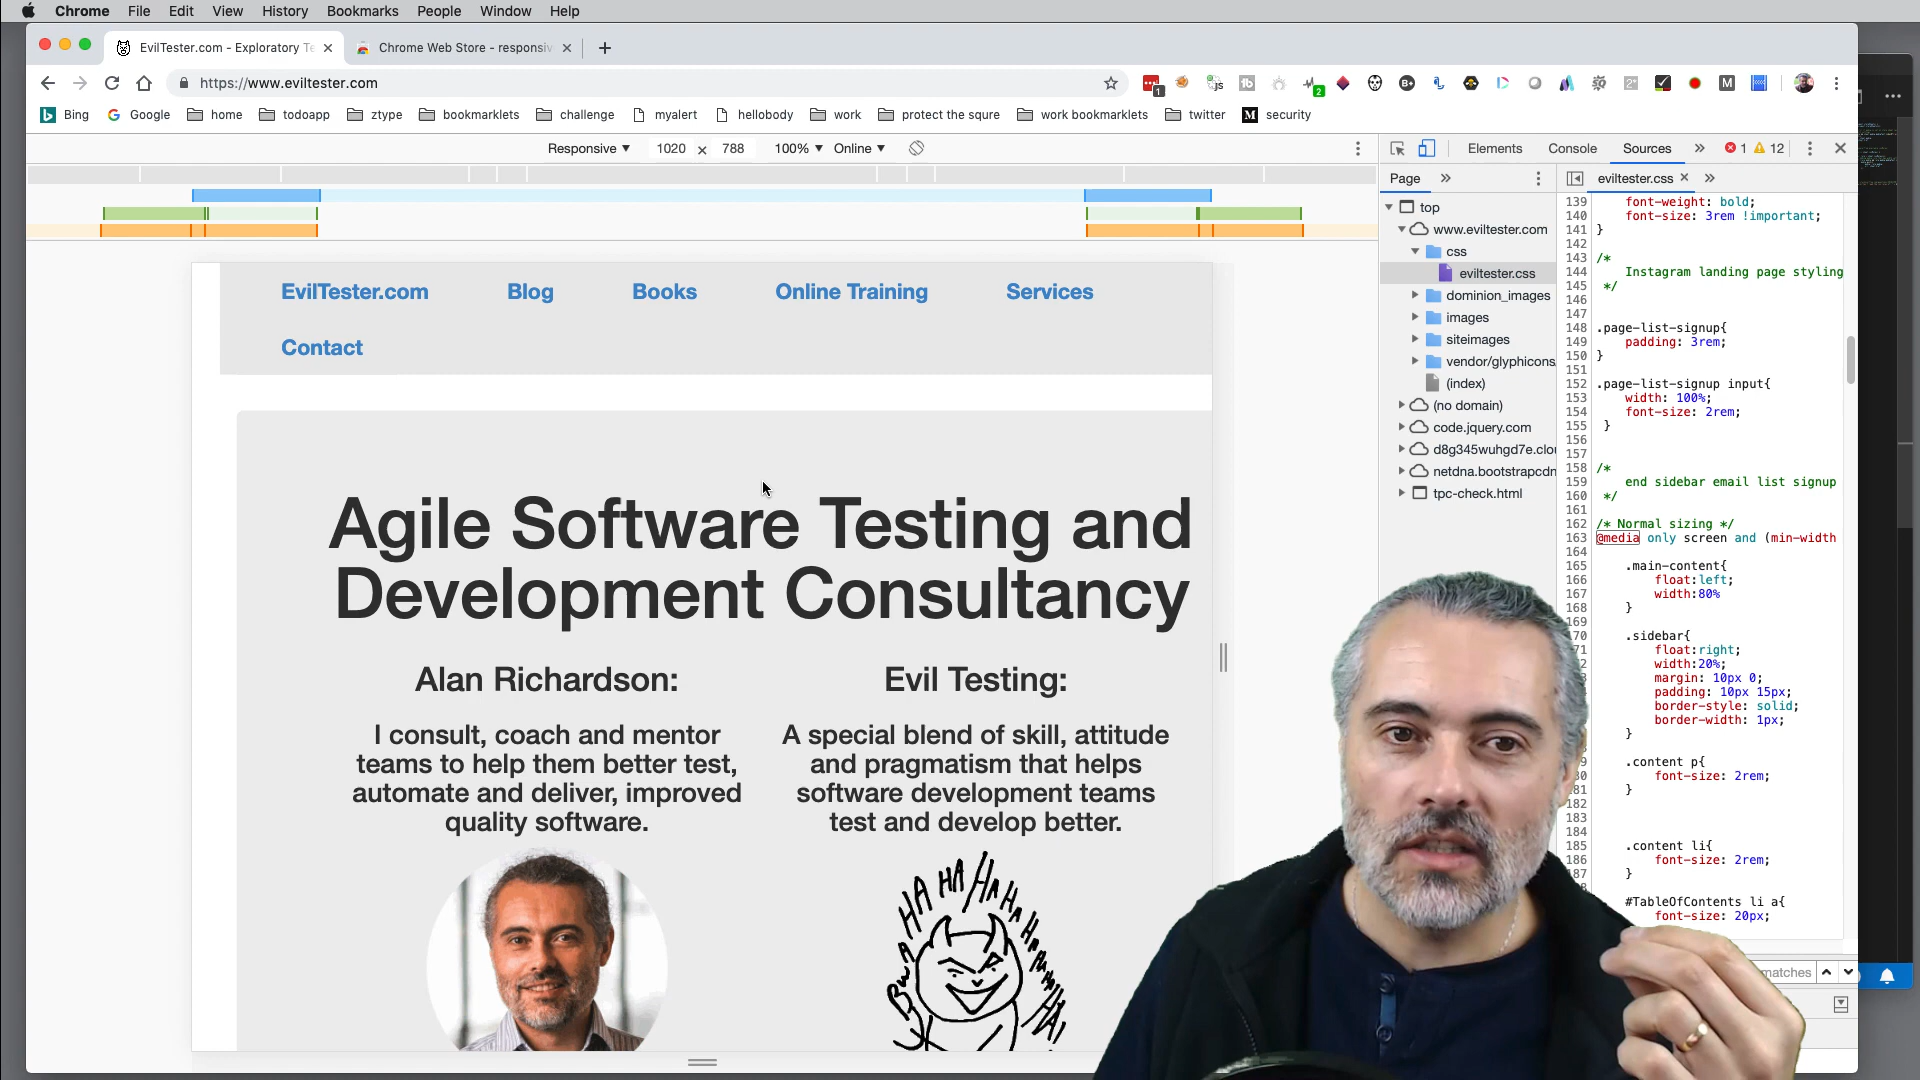 Chrome File Edit View History Bookmarks People Window Help
EvilTester.com - Exploratory Te
Chrome Web Store - responsiv
https://www.eviltester.com
1 2
Bing Google home todoapp ztype bookmarklets challenge myalert hellobody work protect the squre work bookmarklets twitter M security
Responsive 1020 x 788 100% Online
Elements Console Sources 1 12
Page
eviltester.css
top
www.eviltester.com
css
eviltester.css
dominion_images
images
siteimages
vendor/glyphicons
(index)
(no domain)
code.jquery.com
d8g345wuhgd7e.clou
netdna.bootstrapcdn
tpc-check.html
139 font-weight: bold;
140 font-size: 3rem !important;
141 }
142
143 /*
144 Instagram landing page styling
145 */
146
147
148 .page-list-signup{
149 padding: 3rem;
150 }
151
152 .page-list-signup input{
153 width: 100%;
154 font-size: 2rem;
155 }
156
157
158 /*
159 end sidebar email list signup
160 */
161
162 /* Normal sizing */
163 @media only screen and (min-width
164
165 .main-content{
166 float:left;
167 width:80%
168 }
169
70 .sidebar{
71 float:right;
2 width:20%;
margin: 10px 0;
padding: 10px 15px;
border-style: solid;
border-width: 1px;
}
9 .content p{
80 font-size: 2rem;
81 }
182
183
184
185 .content li{
186 font-size: 2rem;
87 }
#TableOfContents li a{
font-size: 20px;
matches
EvilTester.com Blog Books Online Training Services
Contact
Agile Software Testing and
Development Consultancy
Alan Richardson:
I consult, coach and mentor
teams to help them better test,
automate and deliver, improved
quality software.
Evil Testing:
A special blend of skill, attitude
and pragmatism that helps
software development teams
test and develop better.